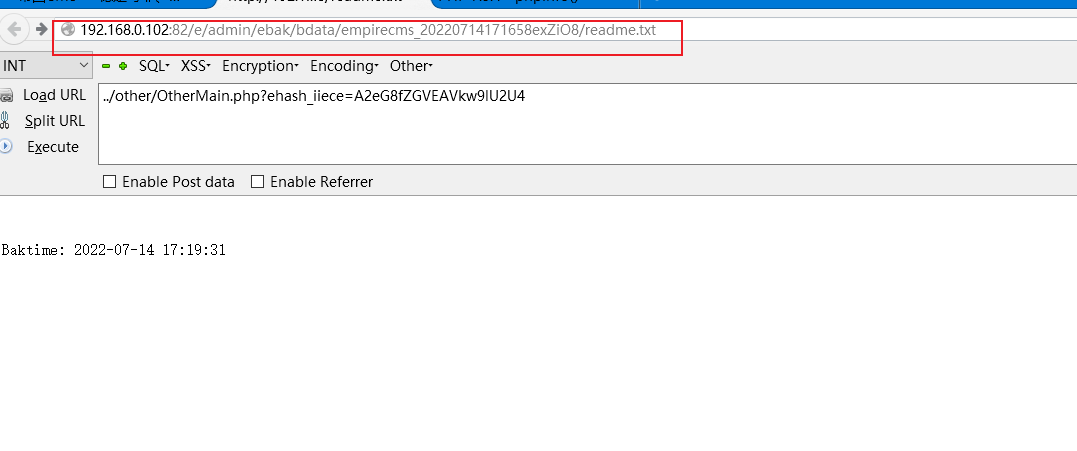 192.168.0.102:82/e/admin/ebak/bdata/empirecms_20220714171658exZiO8/readme.txt
INT SQL XSS Encryption Encoding Other
Load URL
../other/OtherMain.php?ehash_iiece=A2eG8fZGVEAVkw9lU2U4
Split URL
Execute
Enable Post data Enable Referrer
Baktime: 2022-07-14 17:19:31